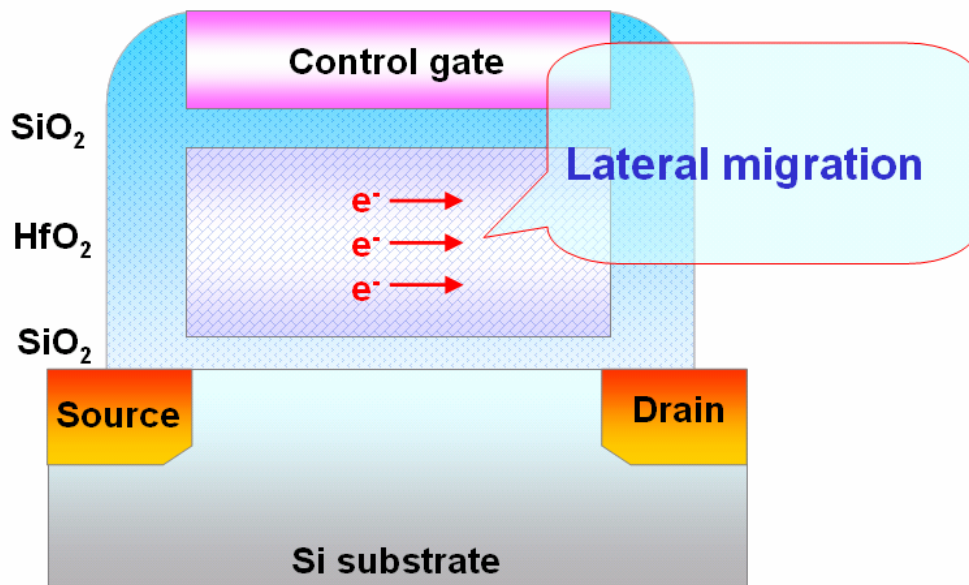 Control gate
SiO₂
Lateral migration
e⁻
HfO₂
e⁻
e⁻
SiO₂
Source
Drain
Si substrate